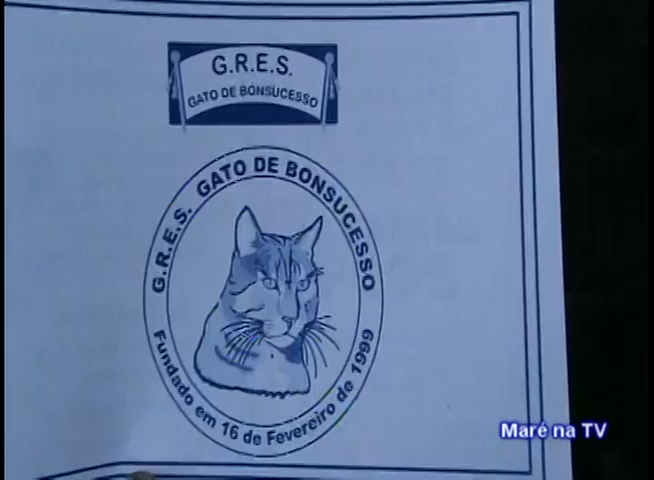 G.R.E.S.
GATO DE BONSUCESSO
G.R.E.S. GATO DE BONSUCESSO
Fundado em 16 de Fevereiro de 1999
Maré na TV